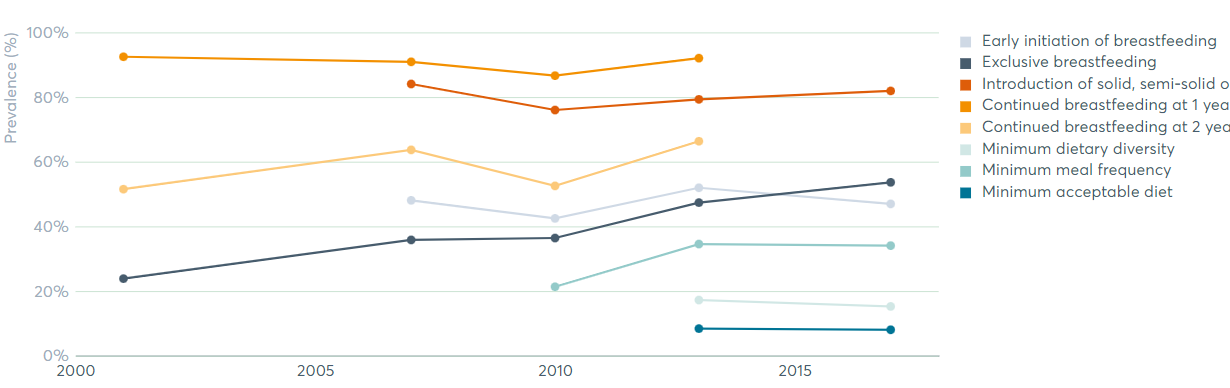 100%
80%
60%
40%
20%
0%
Prevalence (%)
2000
2005
2010
2015
Early initiation of breastfeeding
Exclusive breastfeeding
Introduction of solid, semi-solid o
Continued breastfeeding at 1 yea
Continued breastfeeding at 2 yea
Minimum dietary diversity
Minimum meal frequency
Minimum acceptable diet